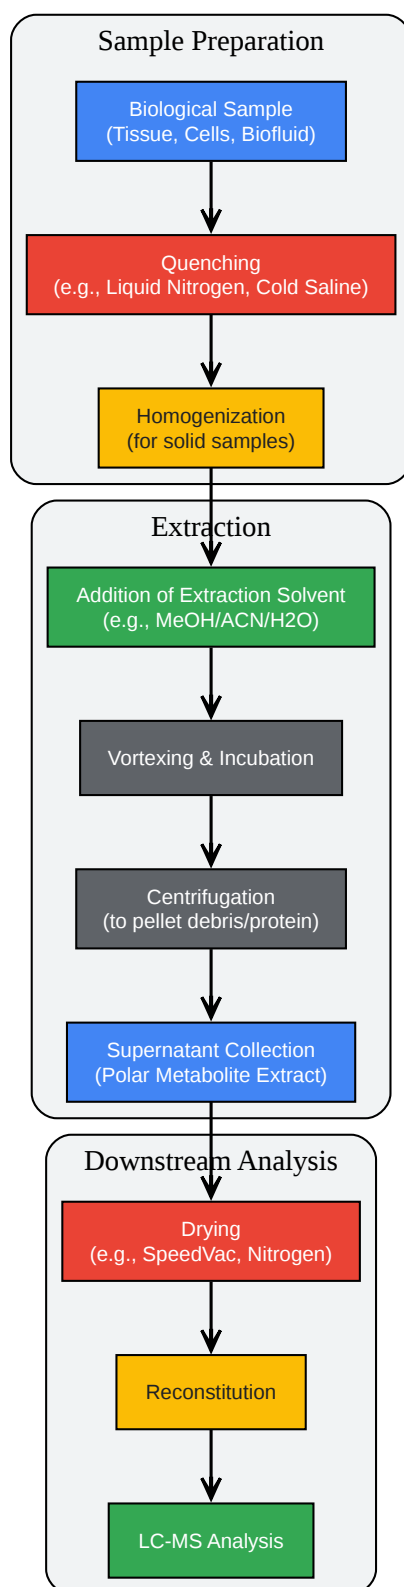 Sample Preparation
Biological Sample
(Tissue, Cells, Biofluid)
Quenching
(e.g., Liquid Nitrogen, Cold Saline)
Homogenization
(for solid samples)
Extraction
Addition of Extraction Solvent
(e.g., MeOH/ACN/H2O)
Vortexing & Incubation
Centrifugation
(to pellet debris/protein)
Supernatant Collection
(Polar Metabolite Extract)
Downstream Analysis
Drying
(e.g., SpeedVac, Nitrogen)
Reconstitution
LC-MS Analysis